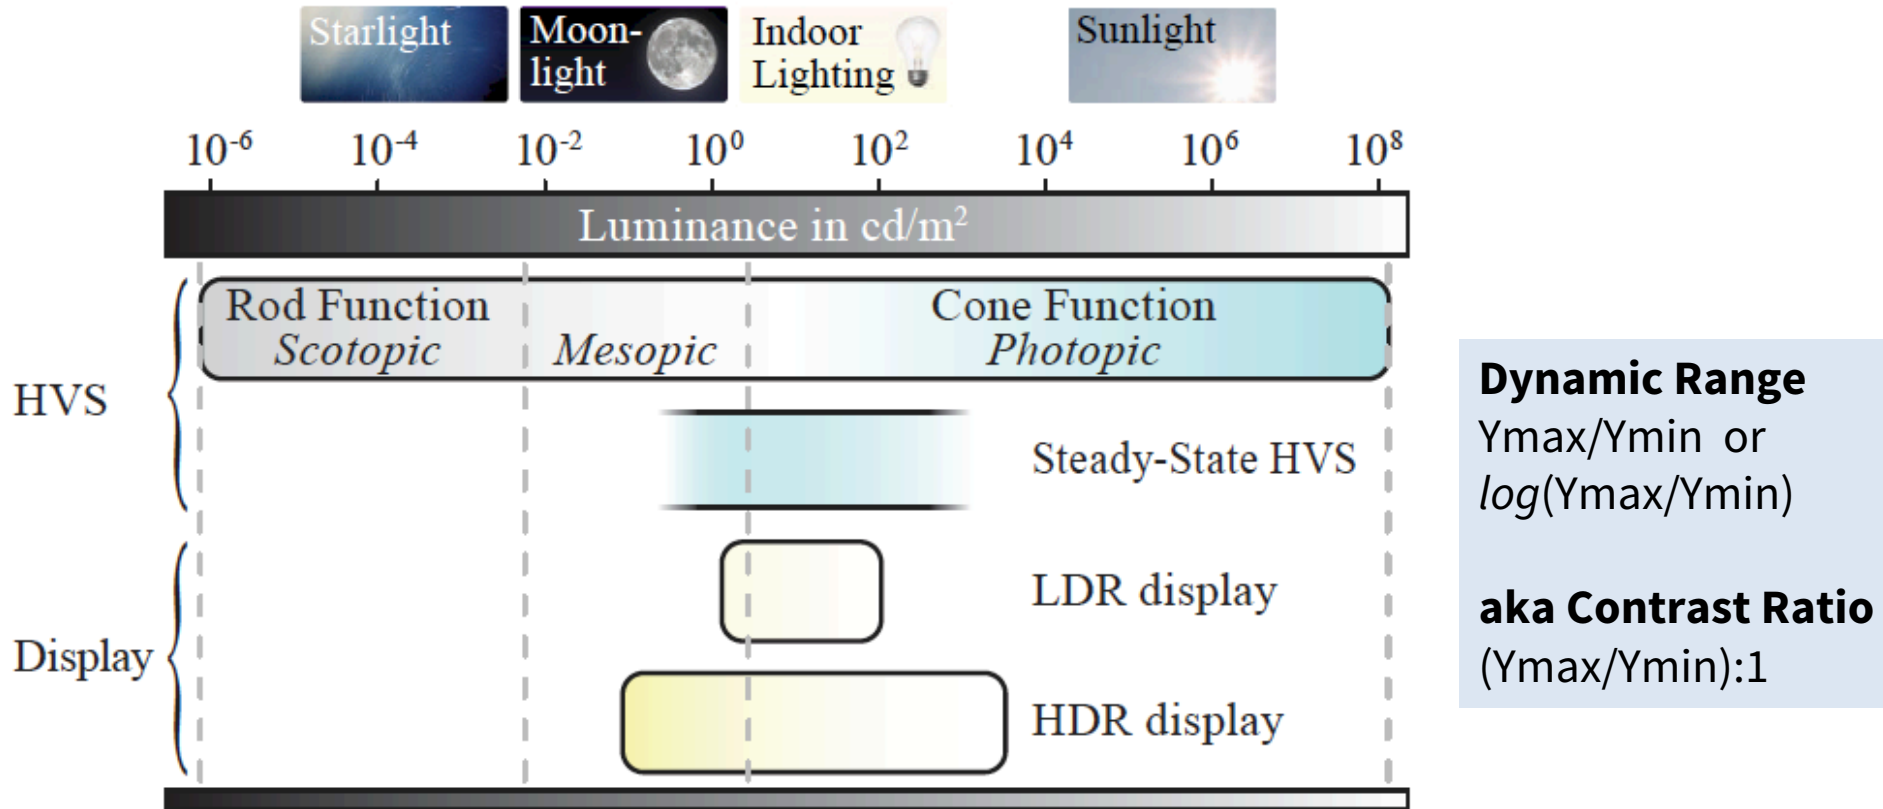 Starlight
Moon-
light
Indoor
Lighting
Sunlight
10⁻⁶ 10⁻⁴ 10⁻² 10⁰ 10² 10⁴ 10⁶ 10⁸
Luminance in cd/m²
HVS
Rod Function
Scotopic
Mesopic
Cone Function
Photopic
Steady-State HVS
Display
LDR display
HDR display
Dynamic Range
Ymax/Ymin or
log(Ymax/Ymin)
aka Contrast Ratio
(Ymax/Ymin):1